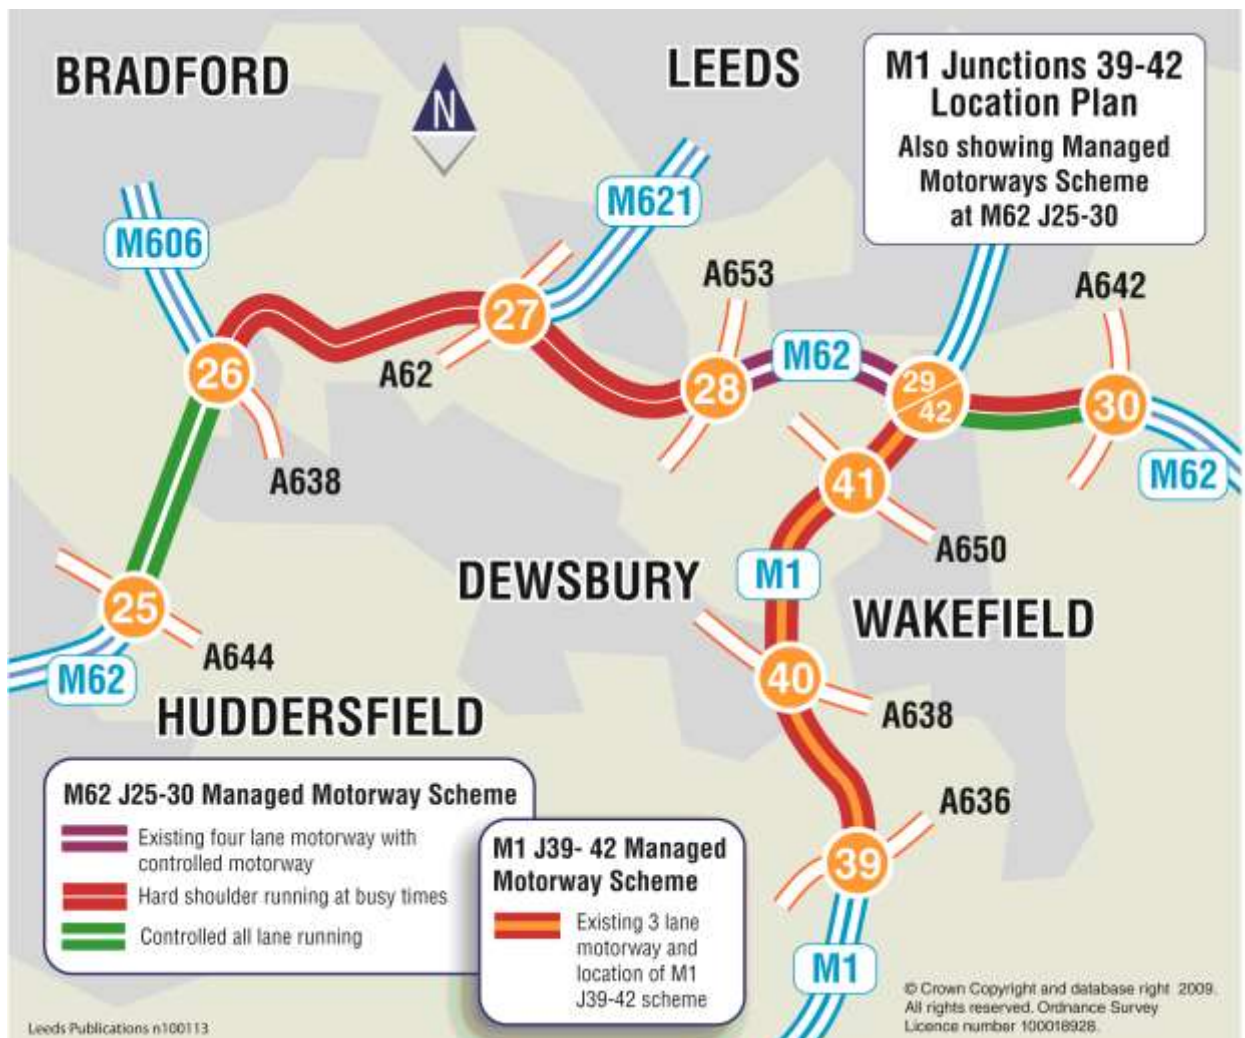 BRADFORD
LEEDS
N
M1 Junctions 39-42
Location Plan
Also showing Managed
Motorways Scheme
at M62 J25-30
M621
M606
A653
A642
27
A62
M62
26
28
29
42
30
A638
M62
41
A650
DEWSBURY
M1
WAKEFIELD
25
A644
M62
40
A638
HUDDERSFIELD
M62 J25-30 Managed Motorway Scheme
Existing four lane motorway with
controlled motorway
Hard shoulder running at busy times
Controlled all lane running
A636
39
M1 J39- 42 Managed
Motorway Scheme
Existing 3 lane
motorway and
location of M1
J39-42 scheme
M1
© Crown Copyright and database right 2009.
All rights reserved. Ordnance Survey
Licence number 100018928.
Leeds Publications n100113